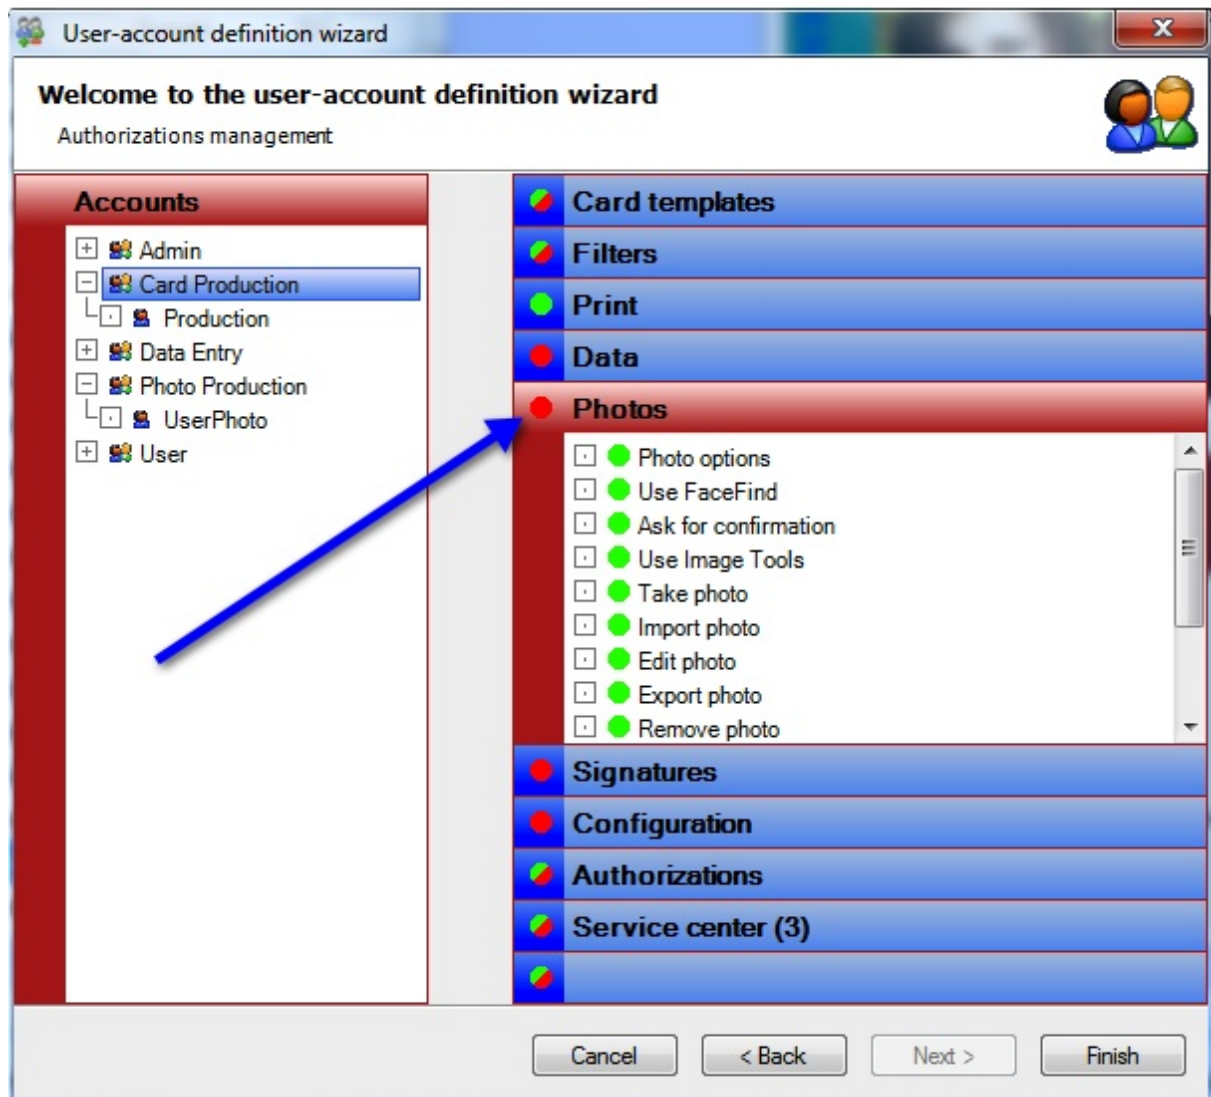 User-account definition wizard
X
Welcome to the user-account definition wizard
Authorizations management
Accounts
Admin
Card Production
Production
Data Entry
Photo Production
UserPhoto
User
Card templates
Filters
Print
Data
Photos
Photo options
Use FaceFind
Ask for confirmation
Use Image Tools
Take photo
Import photo
Edit photo
Export photo
Remove photo
Signatures
Configuration
Authorizations
Service center (3)
Cancel
< Back
Next >
Finish